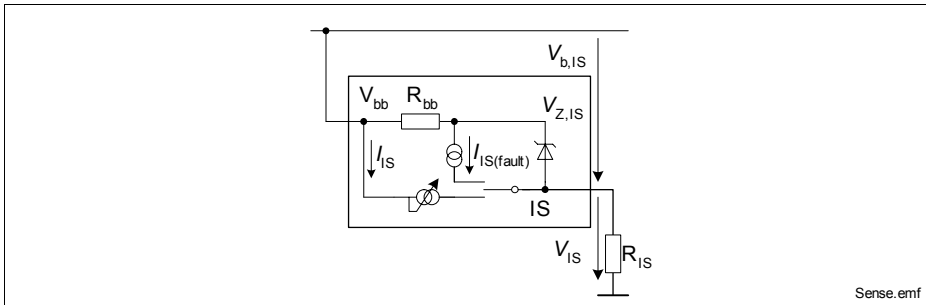 V_b,IS
V_bb R_bb V_Z,IS
I_IS I_IS(fault)
IS
V_IS R_IS
Sense.emf